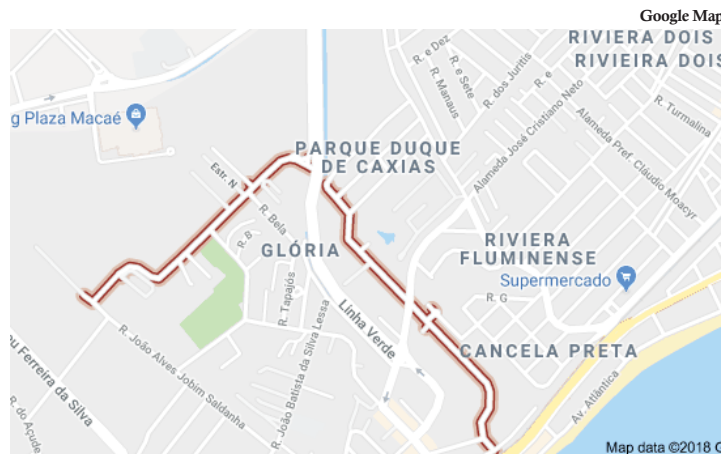 Google Map
RIVIERA DOIS
RIVIEIRA DOIS
R. e Dez
R. e Sete
R. Manaus
R. dos Juritis
R. e
R. Turmalina
g Plaza Macaé
Alameda José Cristiano Neto
Alameda Pref. Cláudio Moacyr
PARQUE DUQUE
DE CAXIAS
Estr. N
R. Bela
R. B
GLÓRIA
RIVIERA
FLUMINENSE
Supermercado
R. G
R. Tapajós
Linha Verde
R. João Batista da Silva Lessa
CANCELA PRETA
R. João Alves Jobim Saldanha
ou Ferreira da Silva
Av. Atlântica
R. do Açude
Map data ©2018 G